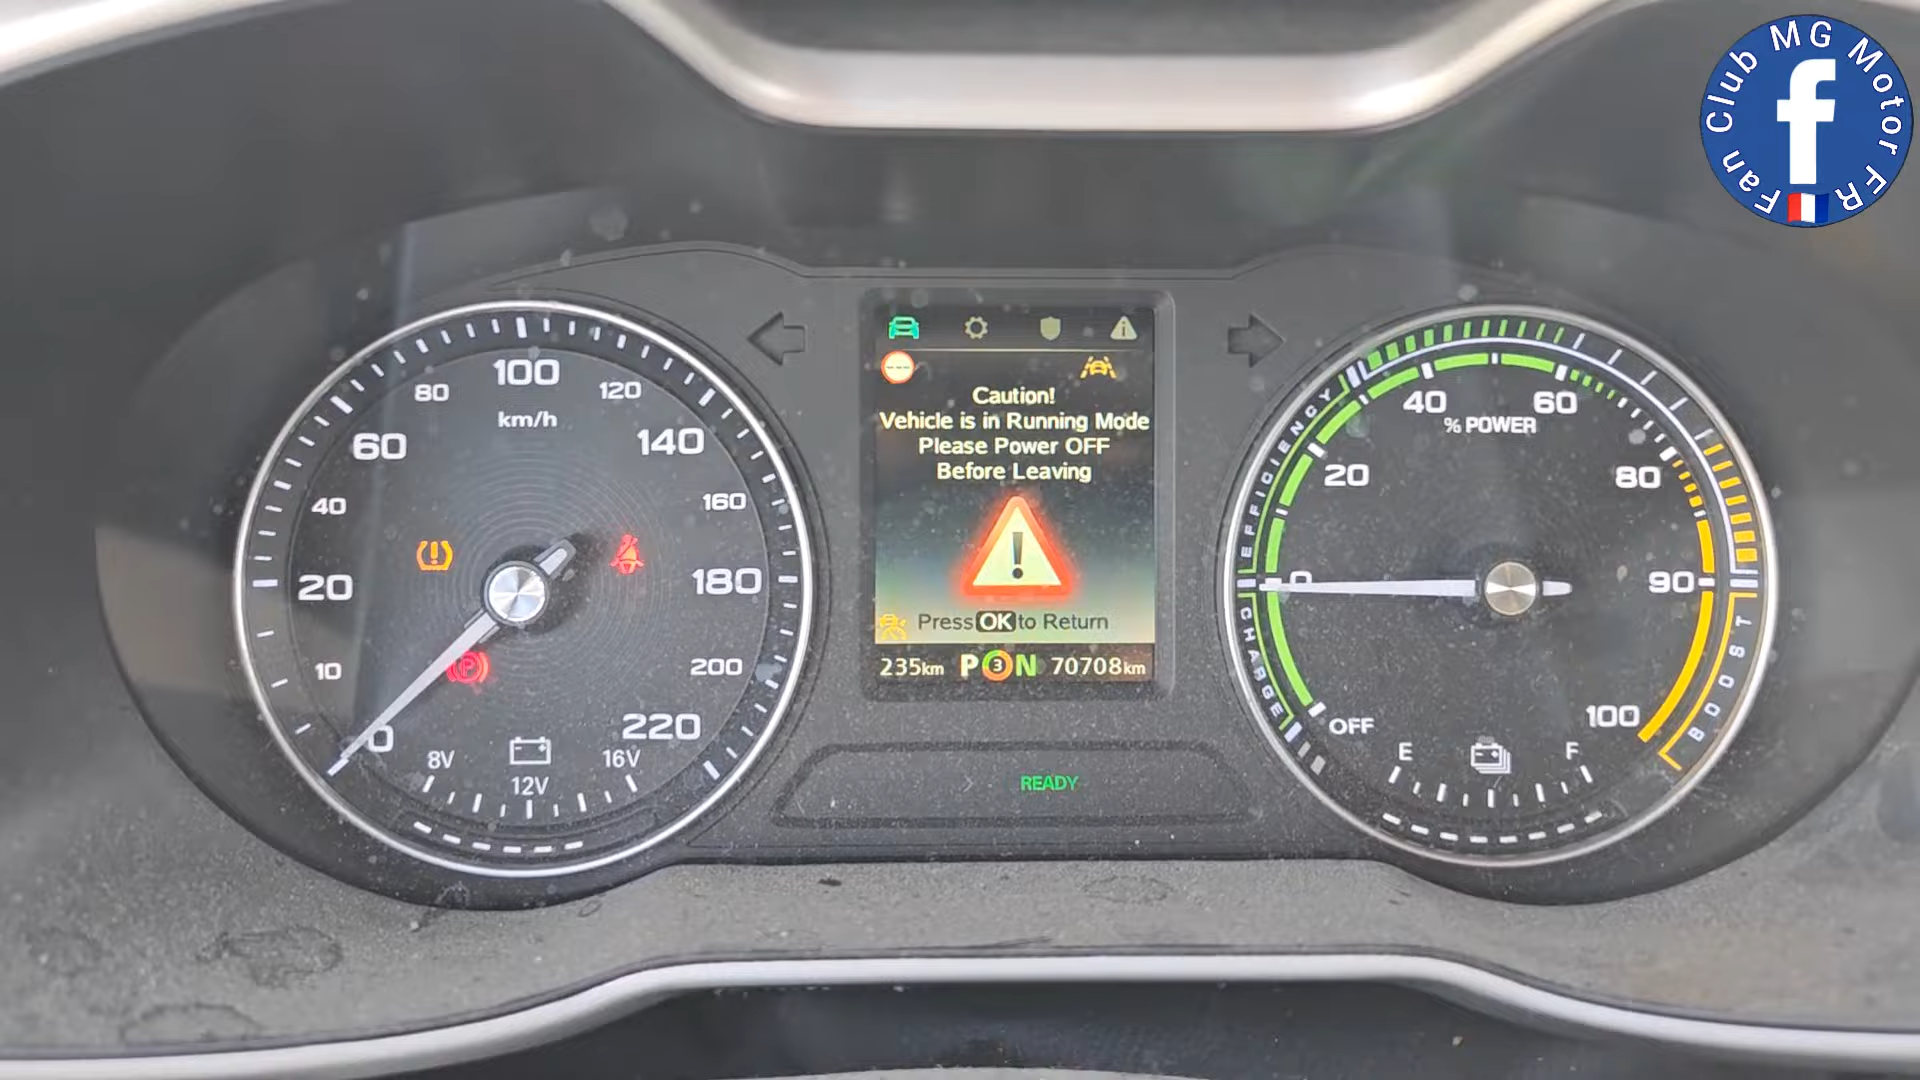 Fan Club MG Motor FR
f
100
80
120
km/h
60
140
40
160
20
180
10
200
0
220
8V
12V
16V
P
Caution!
Vehicle is in Running Mode
Please Power OFF
Before Leaving
!
Press OK to Return
235km P 3 N 70708km
READY
EFFICIENCY
CHARGE
BOOST
% POWER
40
60
20
80
0
90
100
OFF
E
F